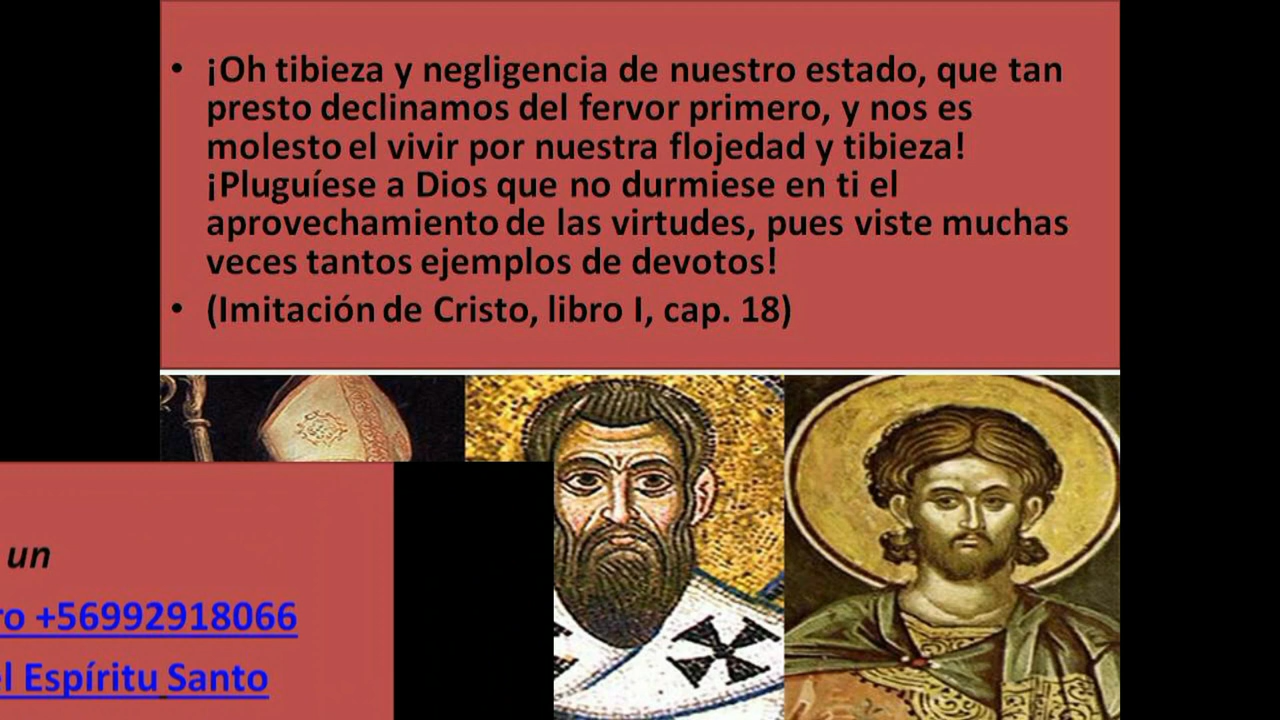 • ¡Oh tibieza y negligencia de nuestro estado, que tan
presto declinamos del fervor primero, y nos es
molesto el vivir por nuestra flojedad y tibieza!
¡Pluguíese a Dios que no durmiese en ti el
aprovechamiento de las virtudes, pues viste muchas
veces tantos ejemplos de devotos!
• (Imitación de Cristo, libro I, cap. 18)
un
ro +56992918066
el Espíritu Santo